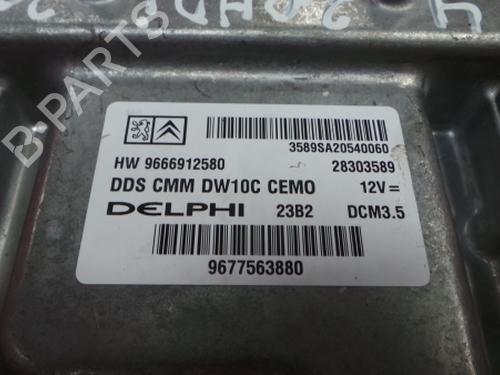 3589SA20540060
HW 9666912580
28303589
DDS CMM DW10C CEMO
12V =
DELPHI
23B2
DCM3.5
9677563880
B-PARTS